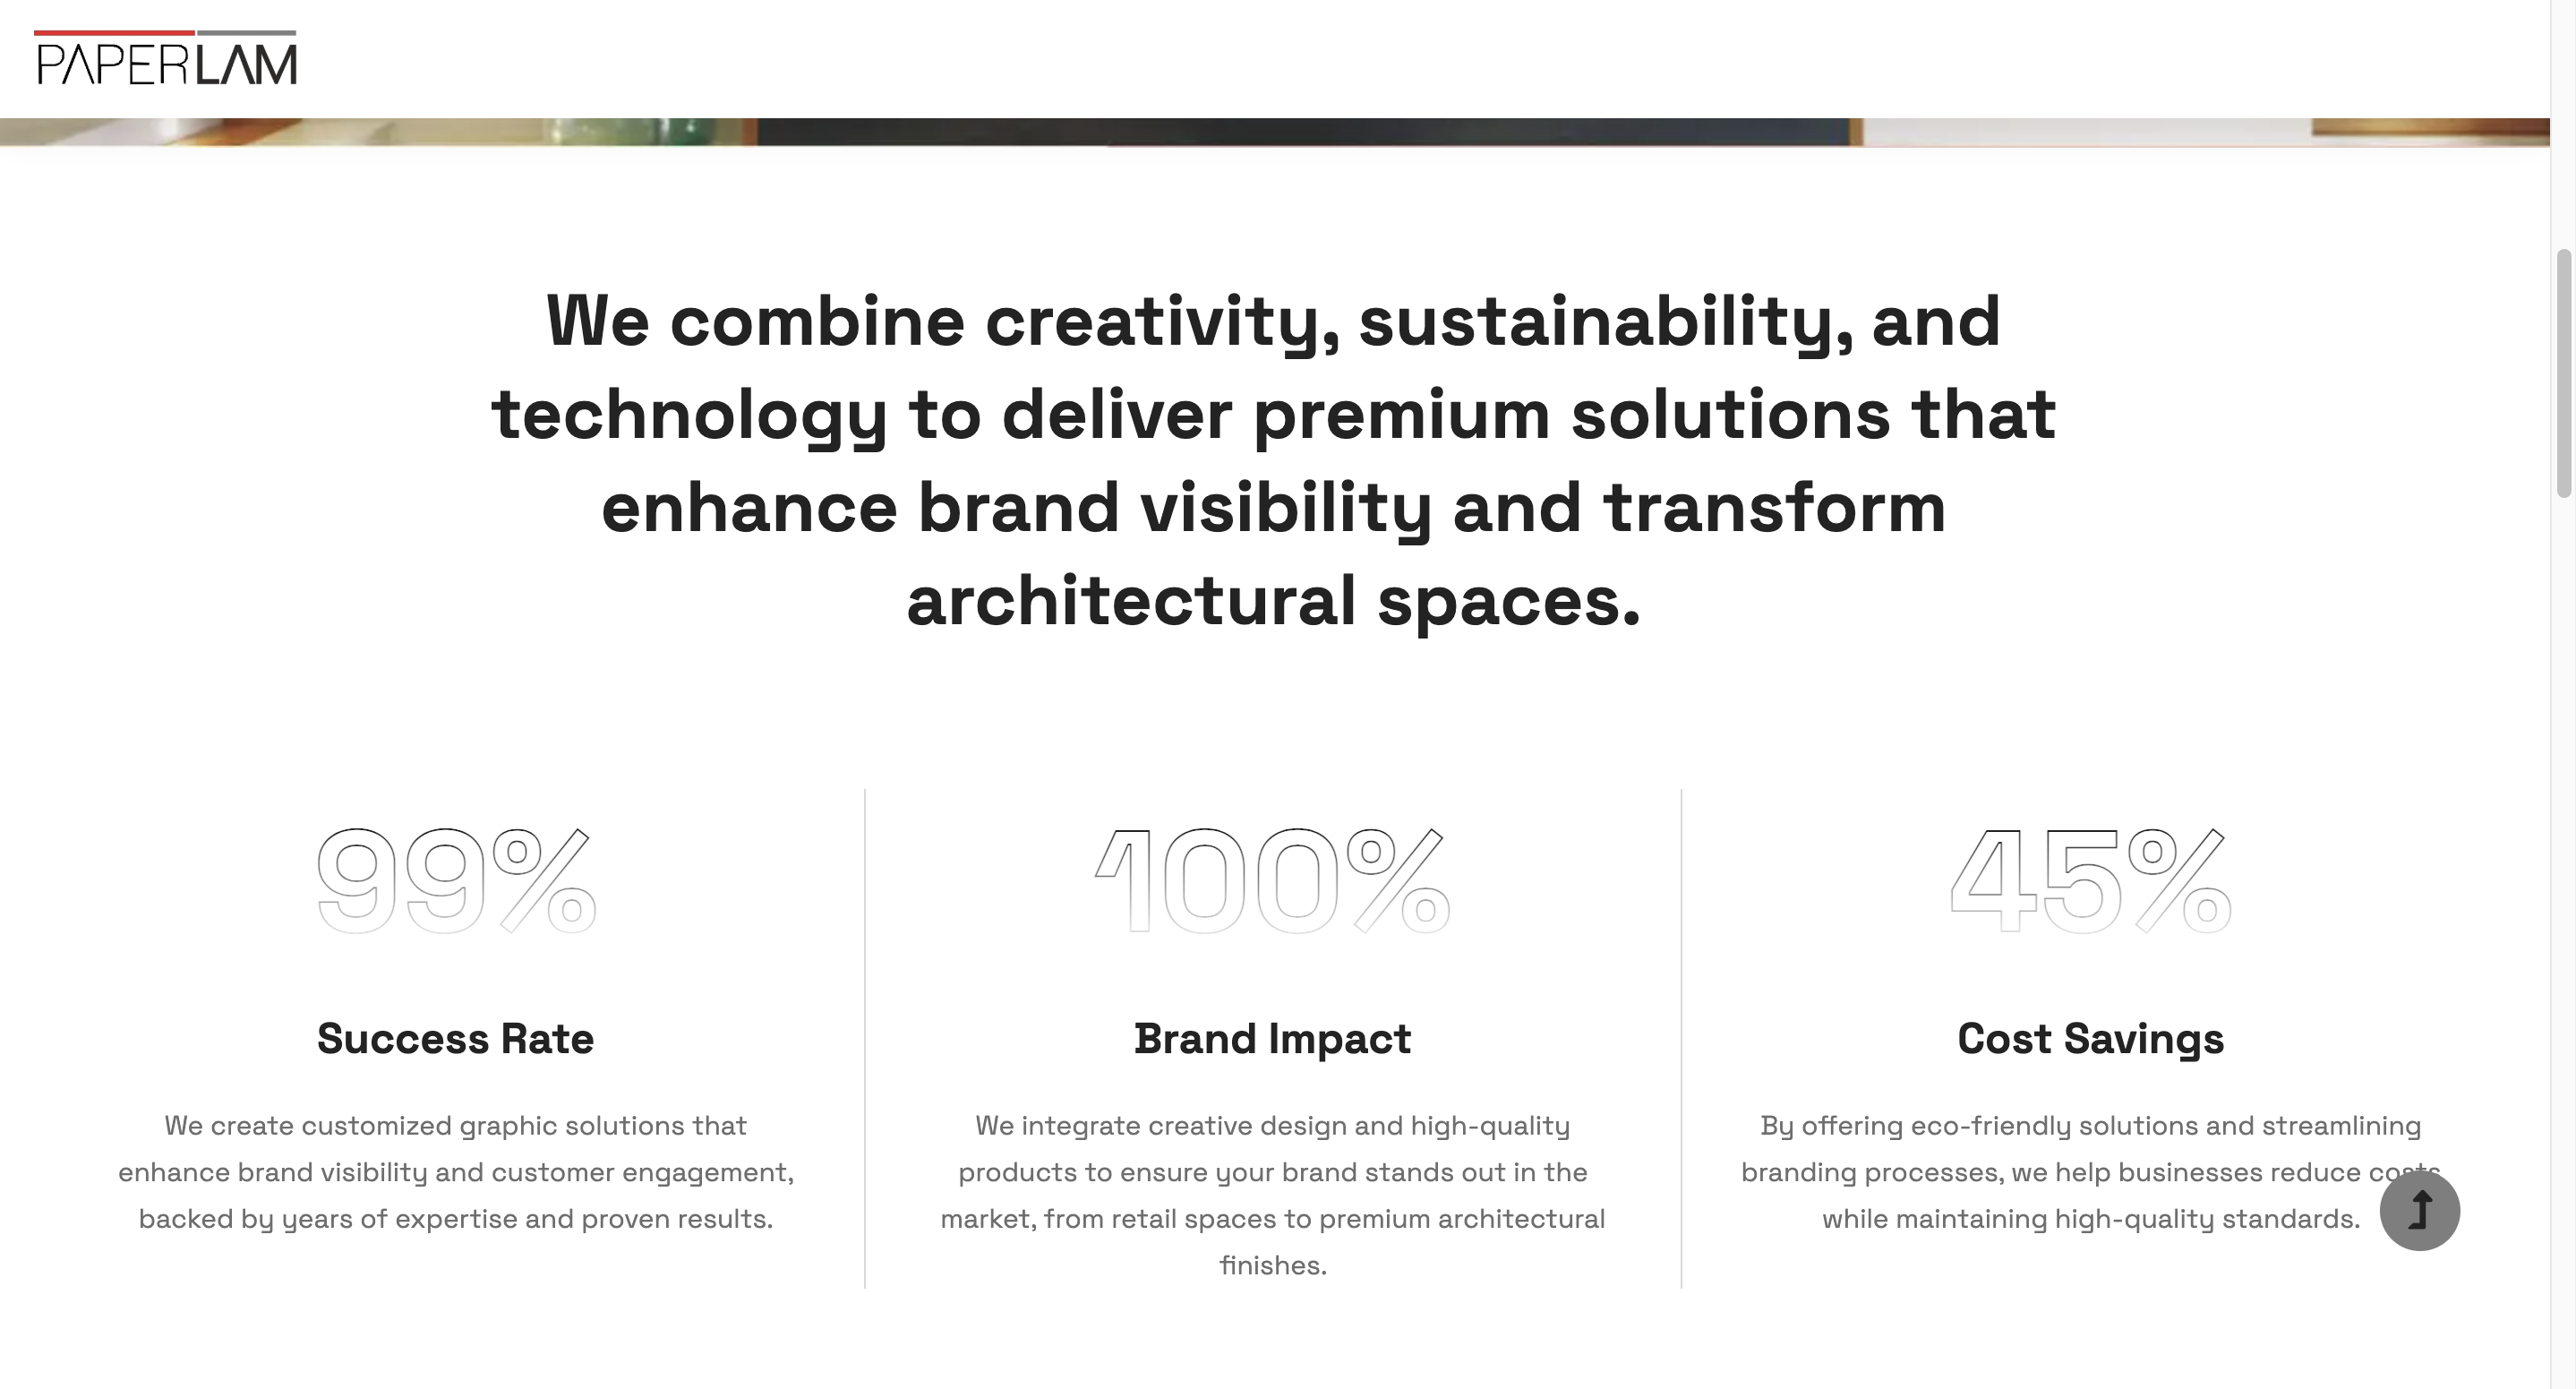 PAPERLAM
We combine creativity, sustainability, and
technology to deliver premium solutions that
enhance brand visibility and transform
architectural spaces.
99%
Success Rate
We create customized graphic solutions that
enhance brand visibility and customer engagement,
backed by years of expertise and proven results.
100%
Brand Impact
We integrate creative design and high-quality
products to ensure your brand stands out in the
market, from retail spaces to premium architectural
finishes.
45%
Cost Savings
By offering eco-friendly solutions and streamlining
branding processes, we help businesses reduce costs
while maintaining high-quality standards.